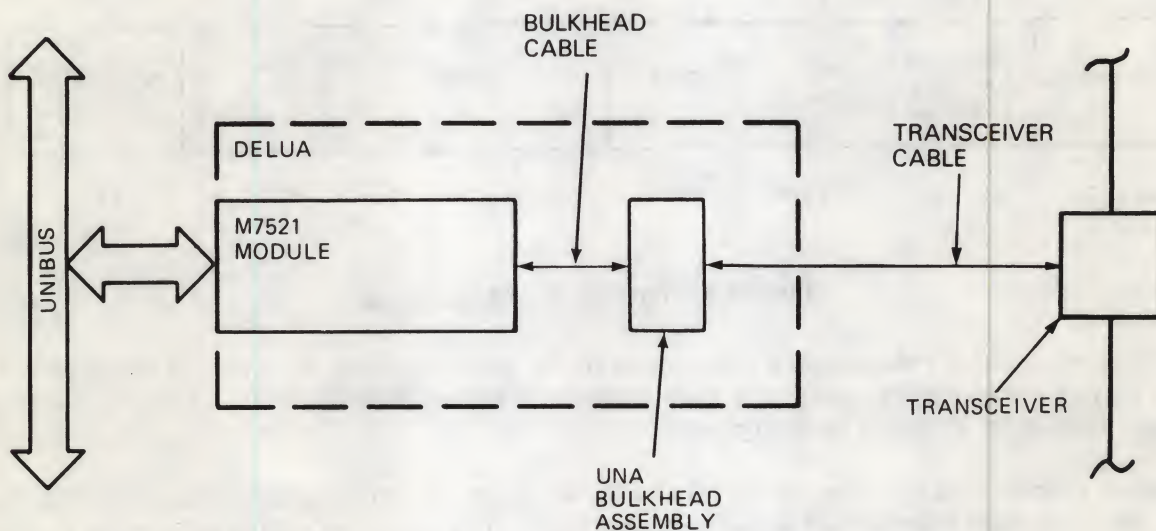 BULKHEAD
CABLE
DELUA
TRANSCEIVER
CABLE
M7521
MODULE
UNIBUS
TRANSCEIVER
UNA
BULKHEAD
ASSEMBLY